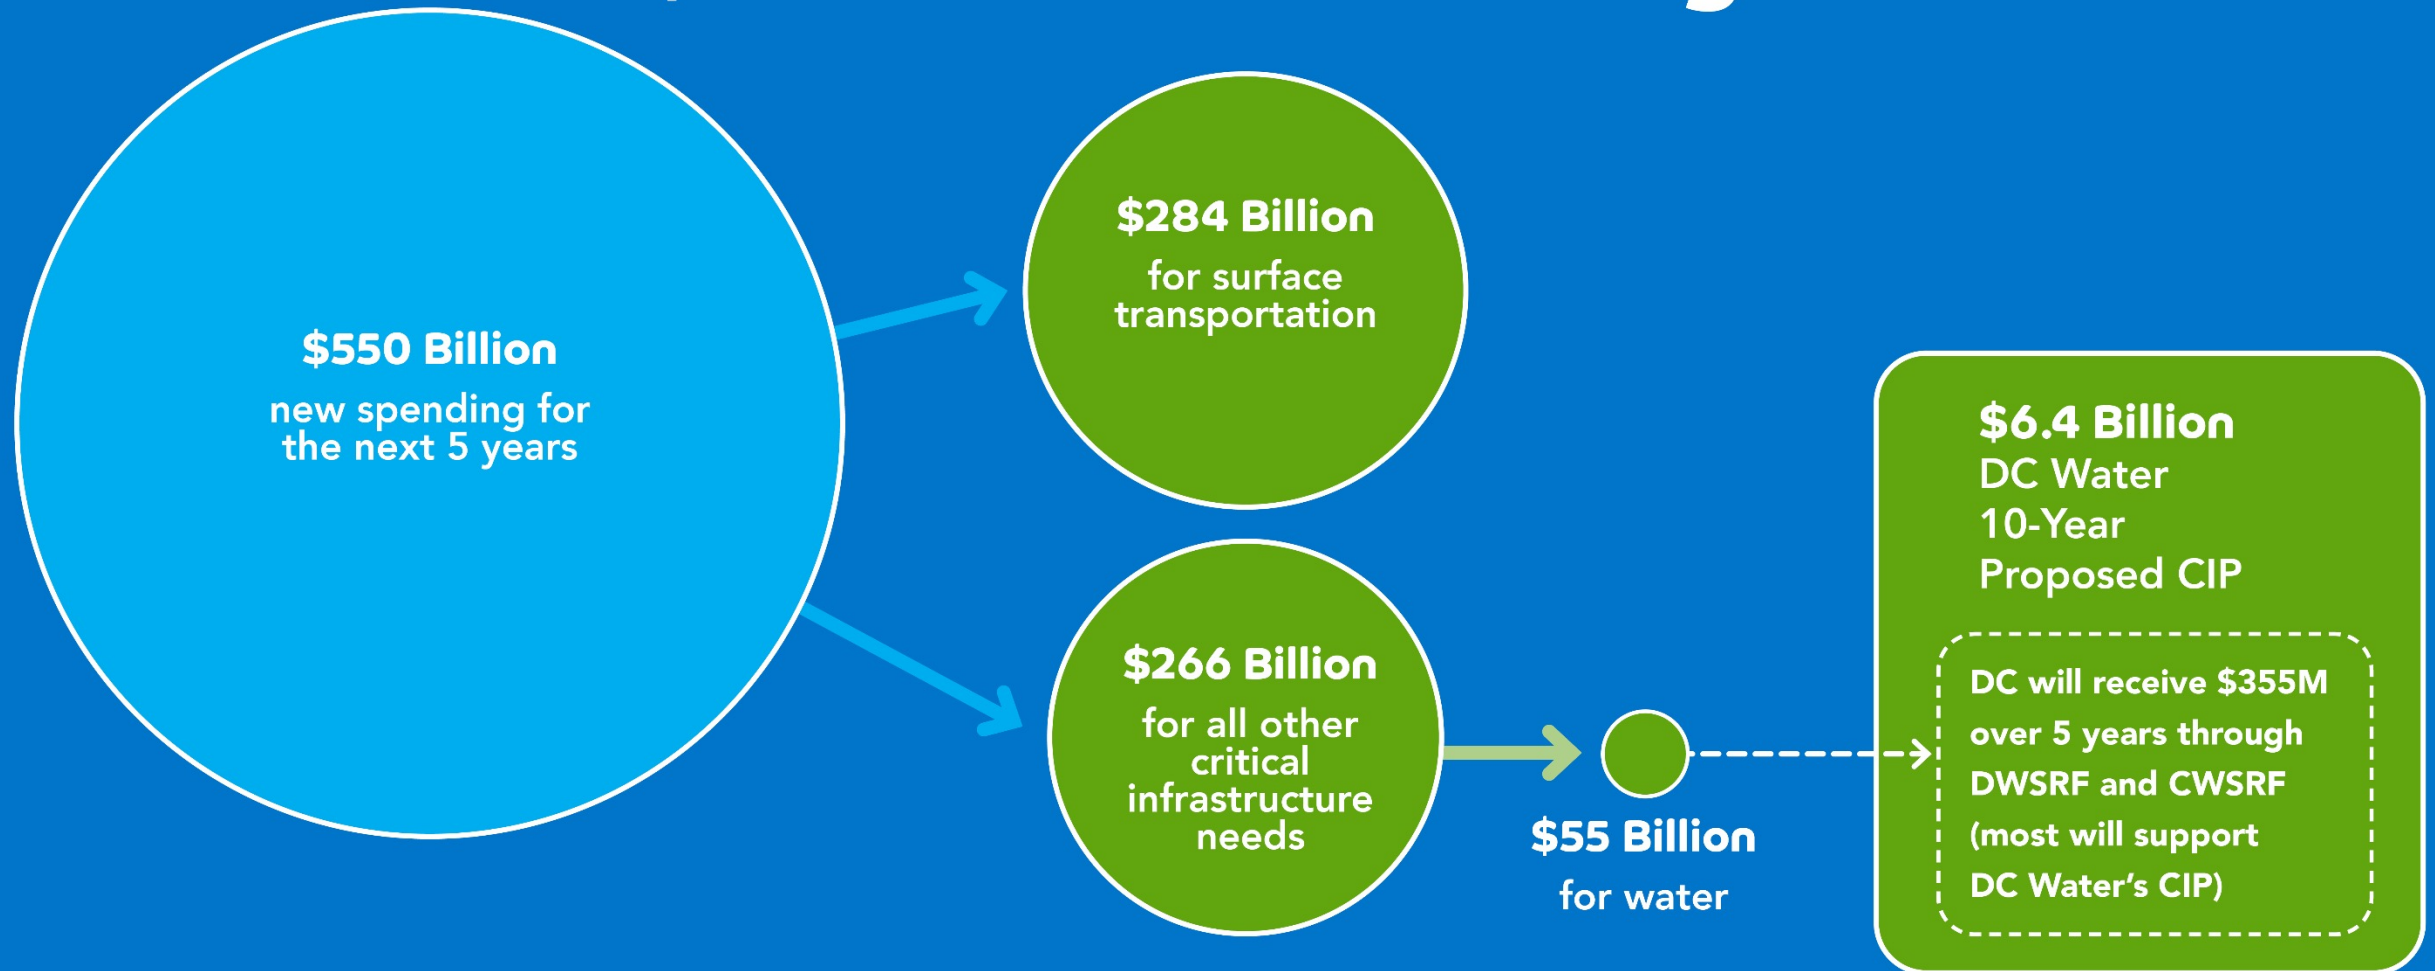 $550 Billion
new spending for
the next 5 years
$284 Billion
for surface
transportation
$266 Billion
for all other
critical
infrastructure
needs
$55 Billion
for water
$6.4 Billion
DC Water
10-Year
Proposed CIP
DC will receive $355M
over 5 years through
DWSRF and CWSRF
(most will support
DC Water's CIP)